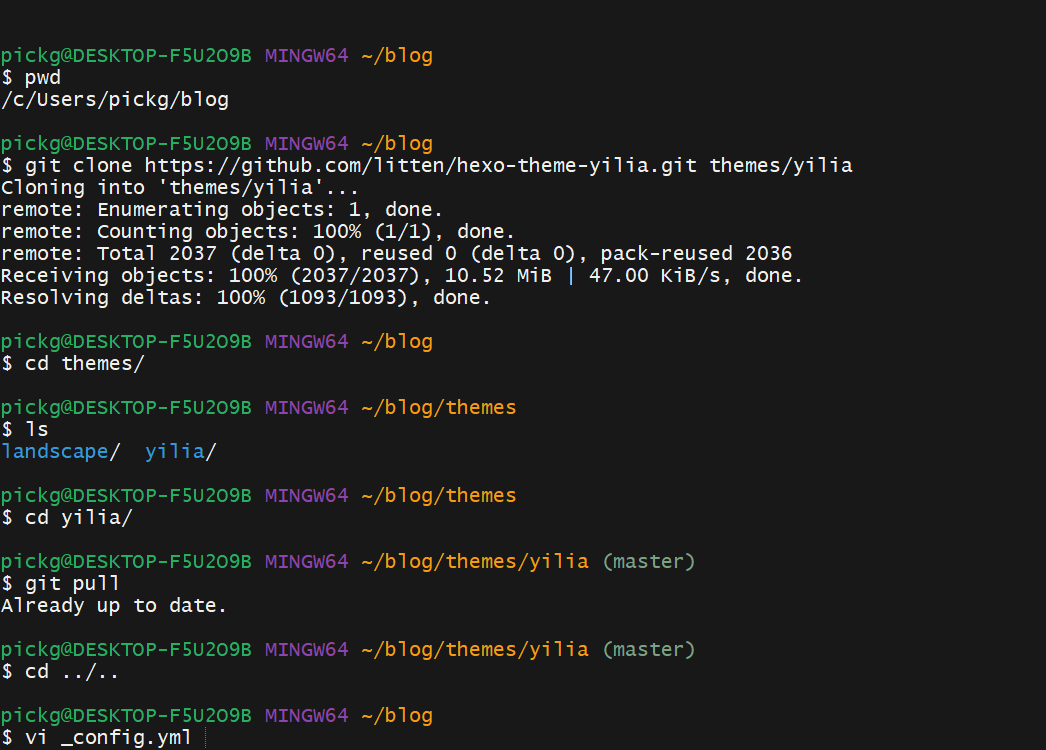 pickg@DESKTOP-F5U2O9B MINGW64 ~/blog
$ pwd
/c/Users/pickg/blog
pickg@DESKTOP-F5U2O9B MINGW64 ~/blog
$ git clone https://github.com/litten/hexo-theme-yilia.git themes/yilia
Cloning into 'themes/yilia'...
remote: Enumerating objects: 1, done.
remote: Counting objects: 100% (1/1), done.
remote: Total 2037 (delta 0), reused 0 (delta 0), pack-reused 2036
Receiving objects: 100% (2037/2037), 10.52 MiB | 47.00 KiB/s, done.
Resolving deltas: 100% (1093/1093), done.
pickg@DESKTOP-F5U2O9B MINGW64 ~/blog
$ cd themes/
pickg@DESKTOP-F5U2O9B MINGW64 ~/blog/themes
$ ls
landscape/  yilia/
pickg@DESKTOP-F5U2O9B MINGW64 ~/blog/themes
$ cd yilia/
pickg@DESKTOP-F5U2O9B MINGW64 ~/blog/themes/yilia (master)
$ git pull
Already up to date.
pickg@DESKTOP-F5U2O9B MINGW64 ~/blog/themes/yilia (master)
$ cd ../..
pickg@DESKTOP-F5U2O9B MINGW64 ~/blog
$ vi _config.yml